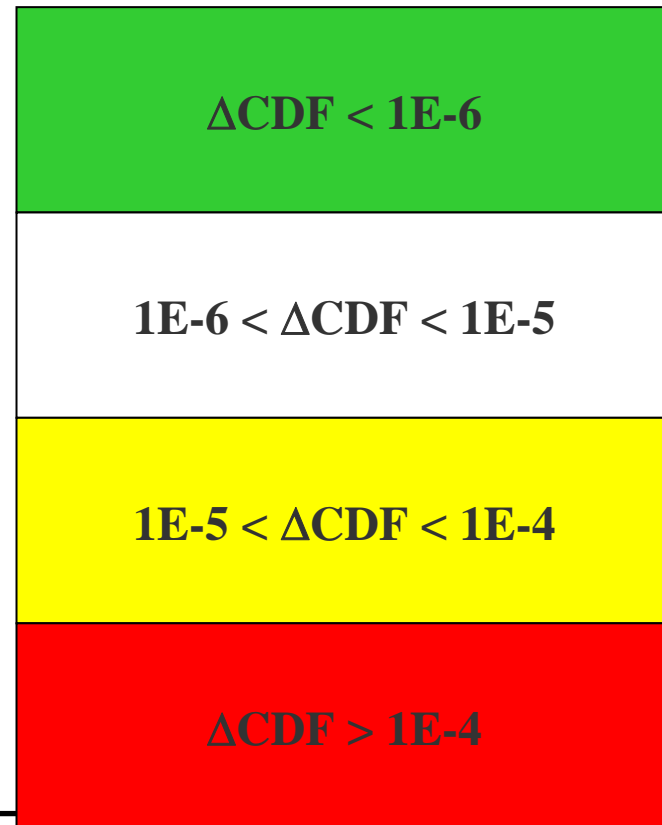 ΔCDF < 1E-6
1E-6 < ΔCDF < 1E-5
1E-5 < ΔCDF < 1E-4
ΔCDF > 1E-4